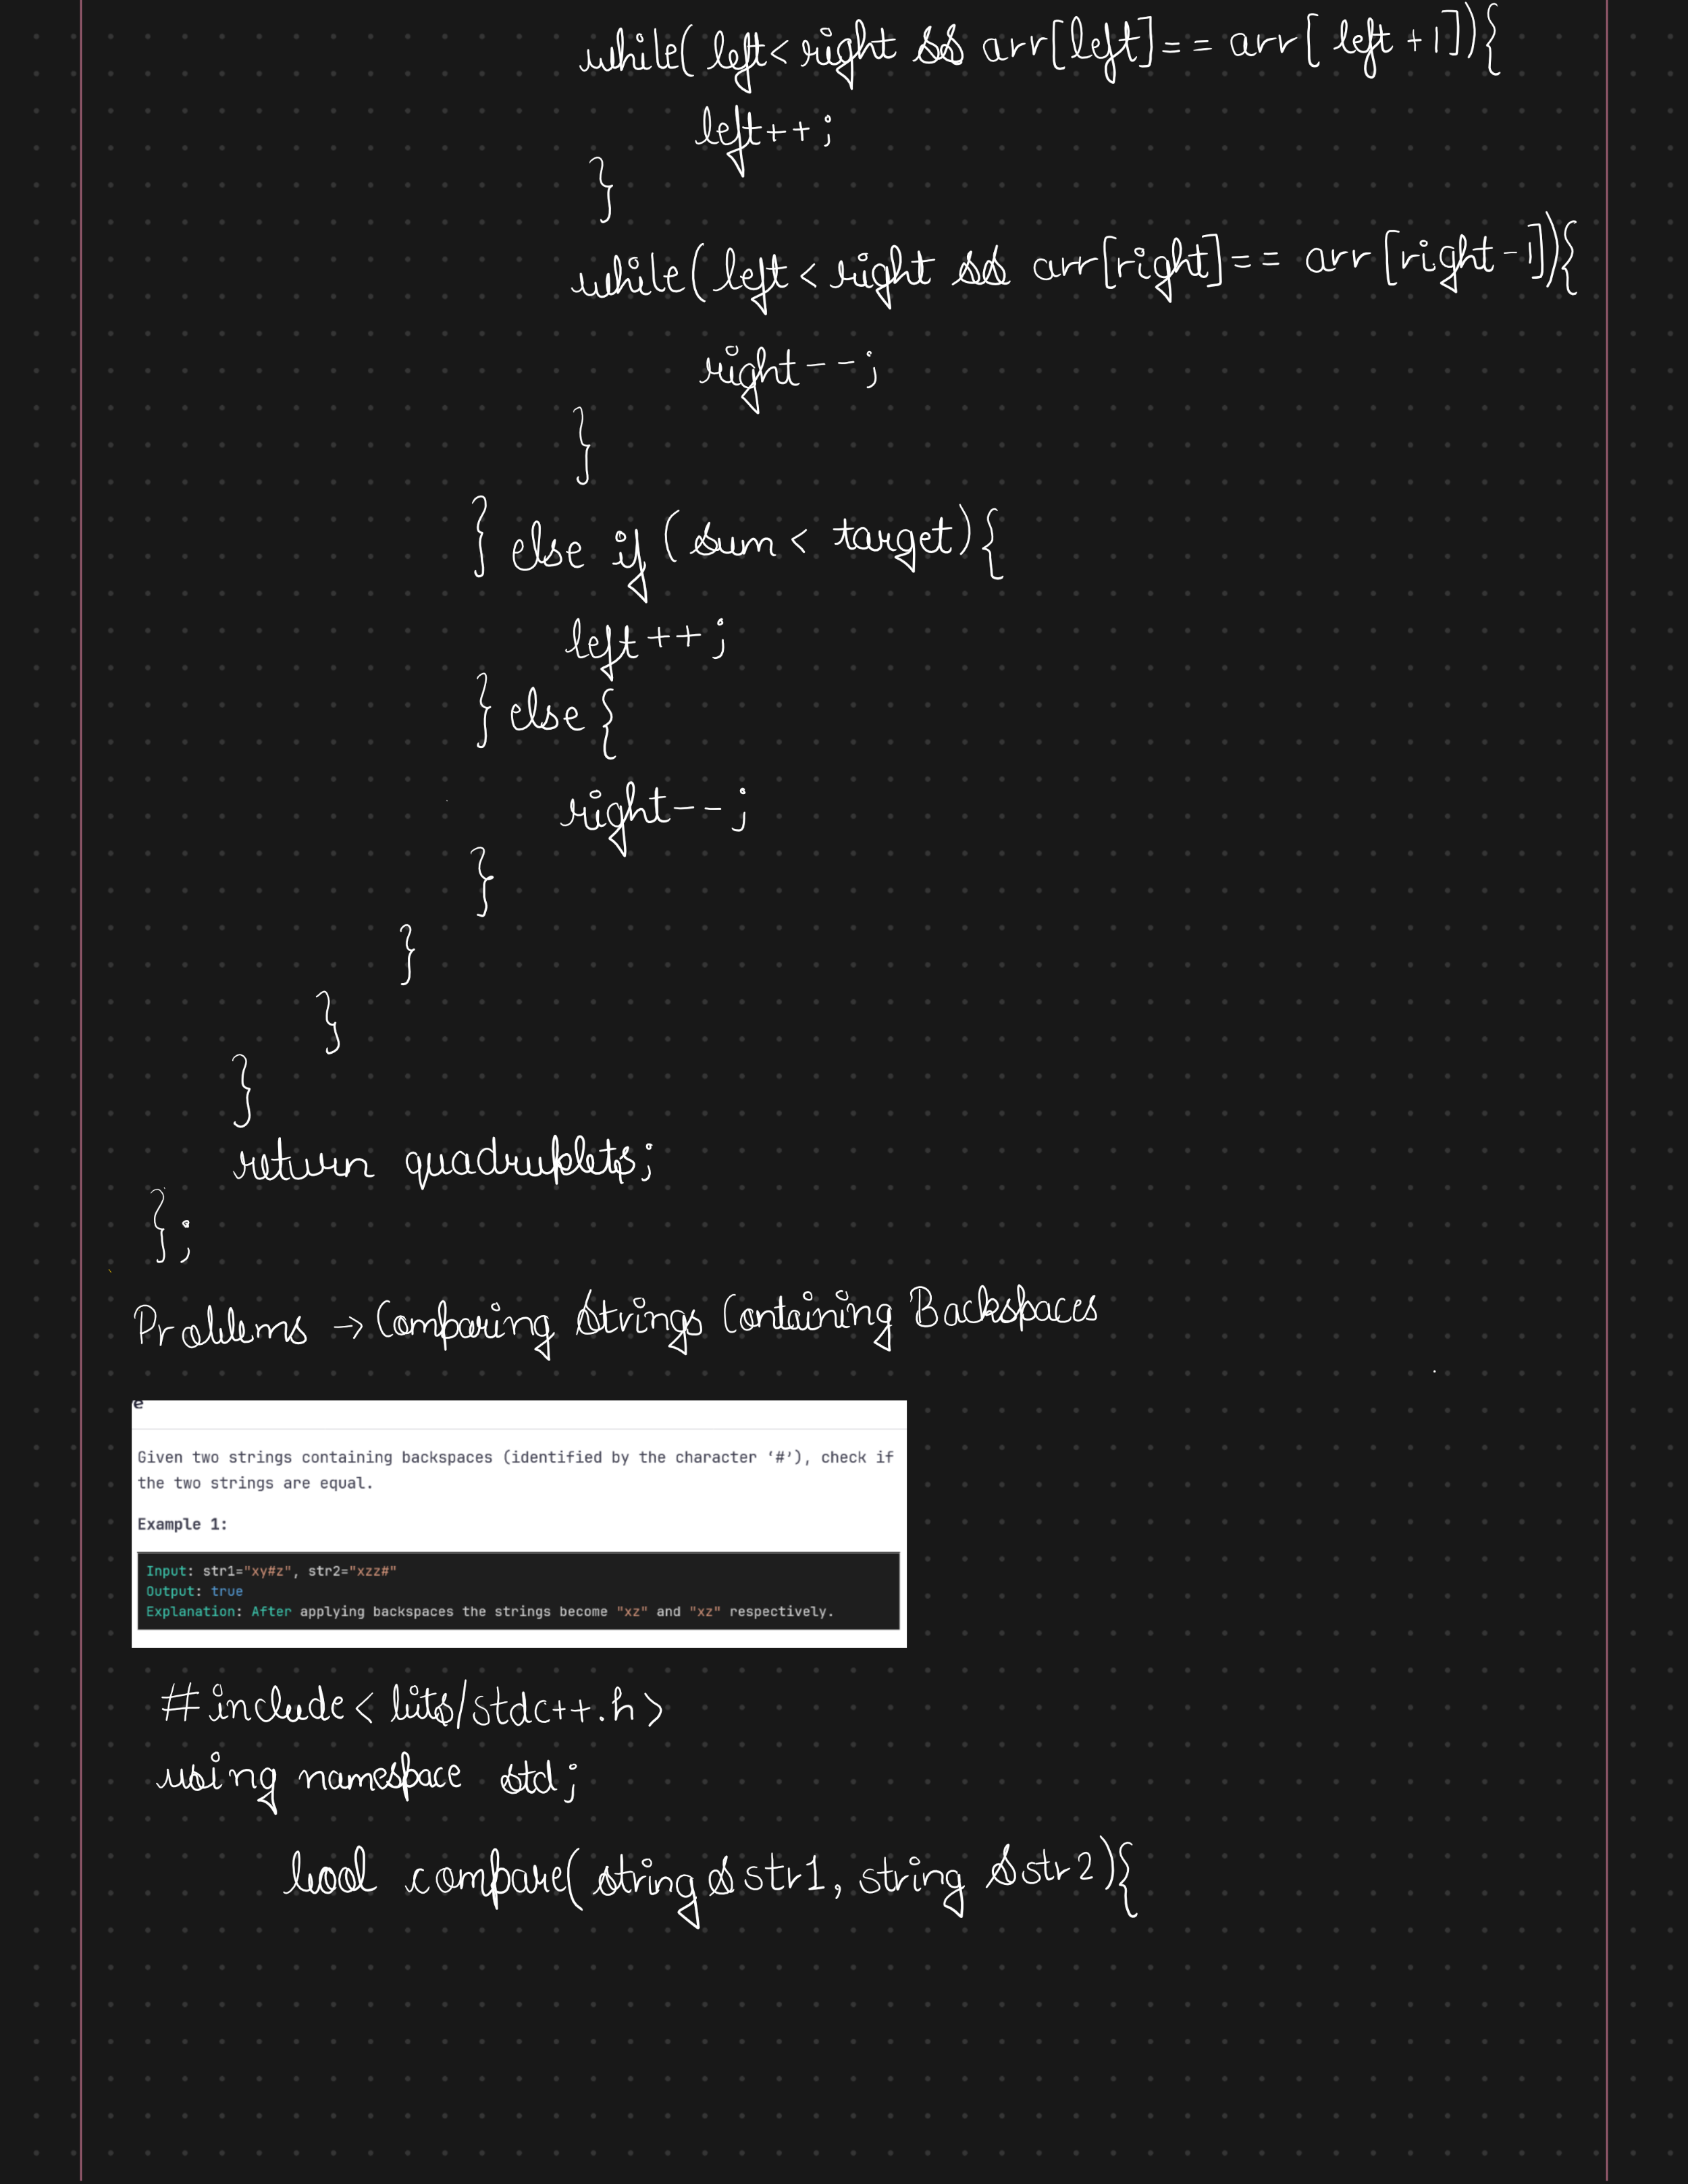 while( left < right && arr[left] == arr[ left +1]){
left++;
}
while( left < right && arr[right] == arr [right-1]){
right--;
}
} else if (sum < target){
left ++;
} else {
right--;
}
}
}
}
return quadruplets;
};
Problems → Comparing Strings Containing Backspaces
e
Given two strings containing backspaces (identified by the character ‘#’), check if
the two strings are equal.
Example 1:
Input: str1="xy#z", str2="xzz#"
Output: true
Explanation: After applying backspaces the strings become "xz" and "xz" respectively.
#include < bits/stdc++.h >
using namespace std;
bool compare( string & str1, string & str2){